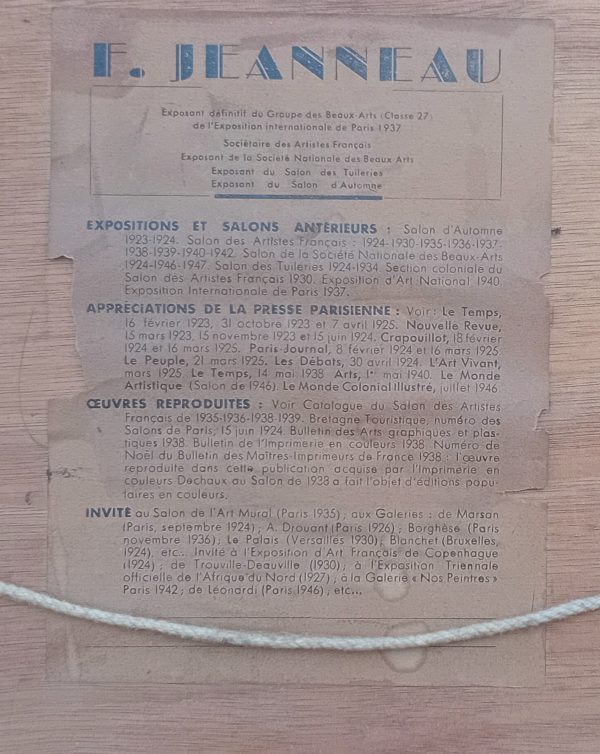 F. JEANNEAU
Exposant définitif du Groupe des Beaux Arts (Classe 27)
de l'Exposition internationale de Paris 1937
Sociétaire des Artistes Français
Exposant de la Société Nationale des Beaux Arts
Exposant du Salon des Tuileries
Exposant du Salon d'Automne
EXPOSITIONS ET SALONS ANTÉRIEURS : Salon d'Automne
1923-1924. Salon des Artistes Français : 1924-1930-1935-1936-1937-
1938-1939-1940-1942. Salon de la Société Nationale des Beaux-Arts
1924-1946-1947. Salon des Tuileries 1924-1934 Section coloniale du
Salon des Artistes Français 1930. Exposition d'Art National 1940.
Exposition Internationale de Paris 1937.
APPRÉCIATIONS DE LA PRESSE PARISIENNE : Voir : Le Temps,
16 février 1923, 31 octobre 1923 et 7 avril 1925. Nouvelle Revue,
15 mars 1923, 15 novembre 1923 et 15 juin 1924. Crapouillot, 18 février
1924 et 16 mars 1925. Paris-Journal, 8 février 1924 et 16 mars 1925
Le Peuple, 21 mars 1925. Les Débats, 30 avril 1924. L'Art Vivant,
mars 1925. Le Temps, 14 mai 1938 Arts, 1er mai 1940. Le Monde
Artistique (Salon de 1946). Le Monde Colonial Illustré, juillet 1946.
ŒUVRES REPRODUITES : Voir Catalogue du Salon des Artistes
Français de 1935-1936-1938-1939. Bretagne Touristique, numéro des
Salons de Paris, 15 juin 1924. Bulletin des Arts graphiques et plas-
tiques 1938. Bulletin de l'Imprimerie en couleurs 1938 Numéro de
Noël du Bulletin des Maîtres-Imprimeurs de France 1938 : l'œuvre
reproduite dans cette publication acquise par l'Imprimerie en
couleurs Dechaux au Salon de 1938 a fait l'objet d'éditions popu-
laires en couleurs.
INVITÉ au Salon de l'Art Mural (Paris 1935) ; aux Galeries : de Marsan
(Paris, septembre 1924) ; A. Drouant (Paris 1926) ; Borghèse (Paris
novembre 1936) ; Le Palais (Versailles 1930) ; Blanchet (Bruxelles,
1924), etc... Invité à l'Exposition d'Art Français de Copenhague
(1924) ; de Trouville-Deauville (1930) ; à l'Exposition Triennale
officielle de l'Afrique du Nord (1927) ; à la Galerie « Nos Peintres »
Paris 1942 ; de Léonardi (Paris 1946) ; etc...